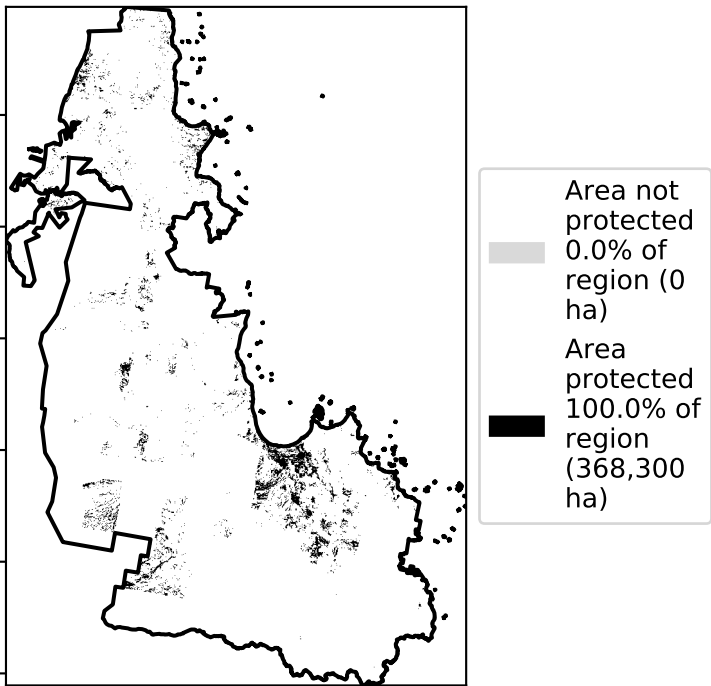 Area not
protected
0.0% of
region (0
ha)
Area
protected
100.0% of
region
(368,300
ha)